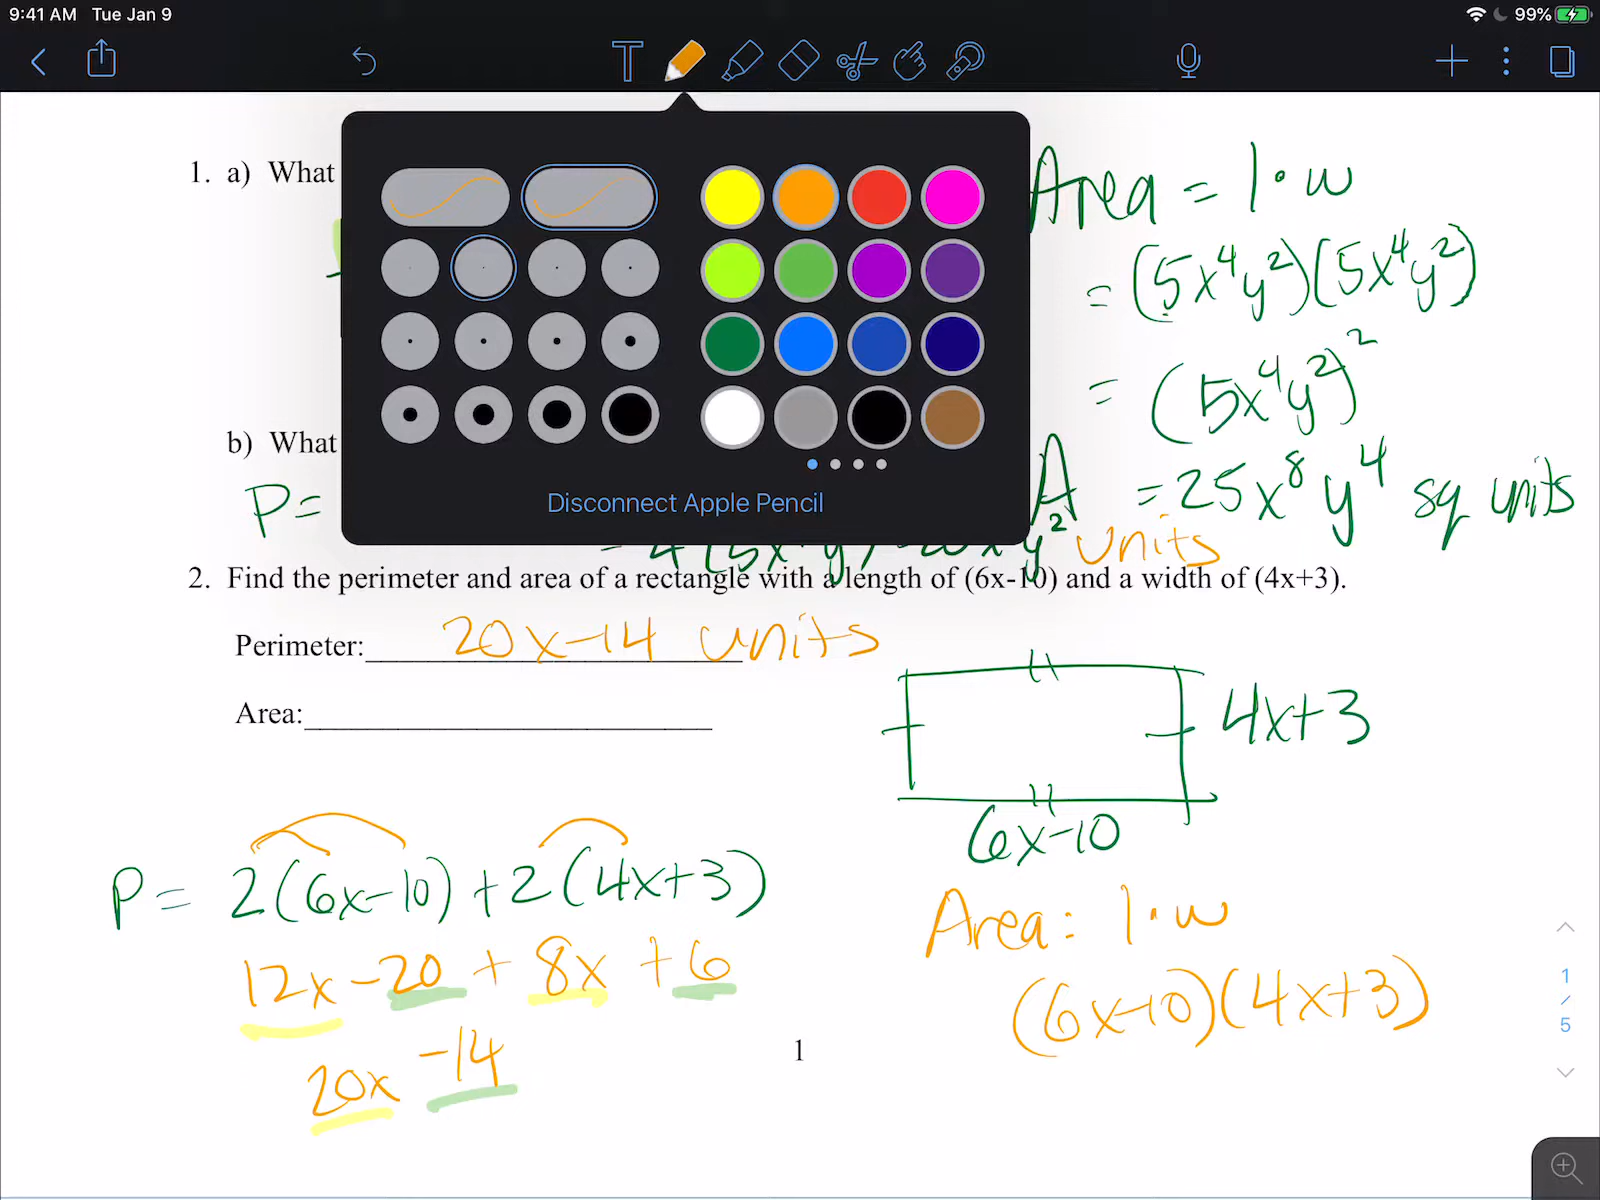 9:41 AM Tue Jan 9
99%
T
1. a) What
Area = l·w
= (5x⁴y²)(5x⁴y²)
= (5x⁴y²)²
b) What
P=
A = 25x⁸y⁴ sq units
Disconnect Apple Pencil
units
2. Find the perimeter and area of a rectangle with a length of (6x-10) and a width of (4x+3).
Perimeter: 20x-14 units
Area:
4x+3
6x-10
P= 2(6x-10)+2(4x+3)
12x-20 + 8x + 6
20x -14
Area: l·w
(6x-10)(4x+3)
1
1
/
5